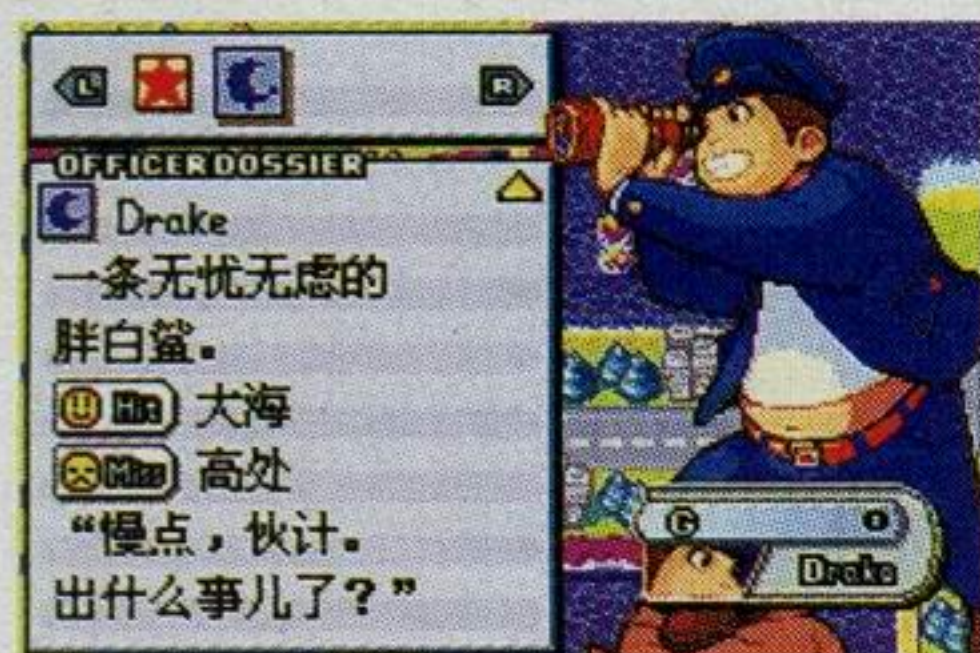 L R
OFFICER DOSSIER
Drake
一条无忧无虑的
胖白鲨。
Hit 大海
Miss 高处
“慢点，伙计。
出什么事儿了？”
G 0
Drake